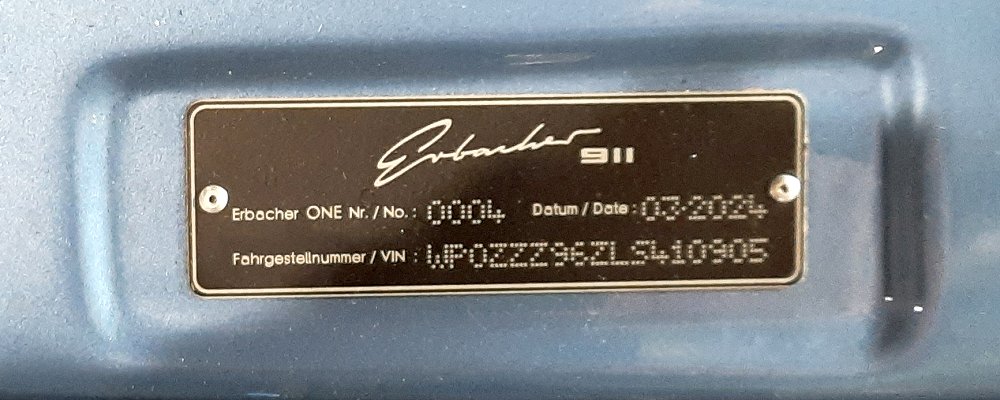 Erbacher
911
Erbacher ONE Nr. / No.: 0004 Datum / Date: 03-2024
Fahrgestellnummer / VIN : WP0ZZZ96ZLS410905